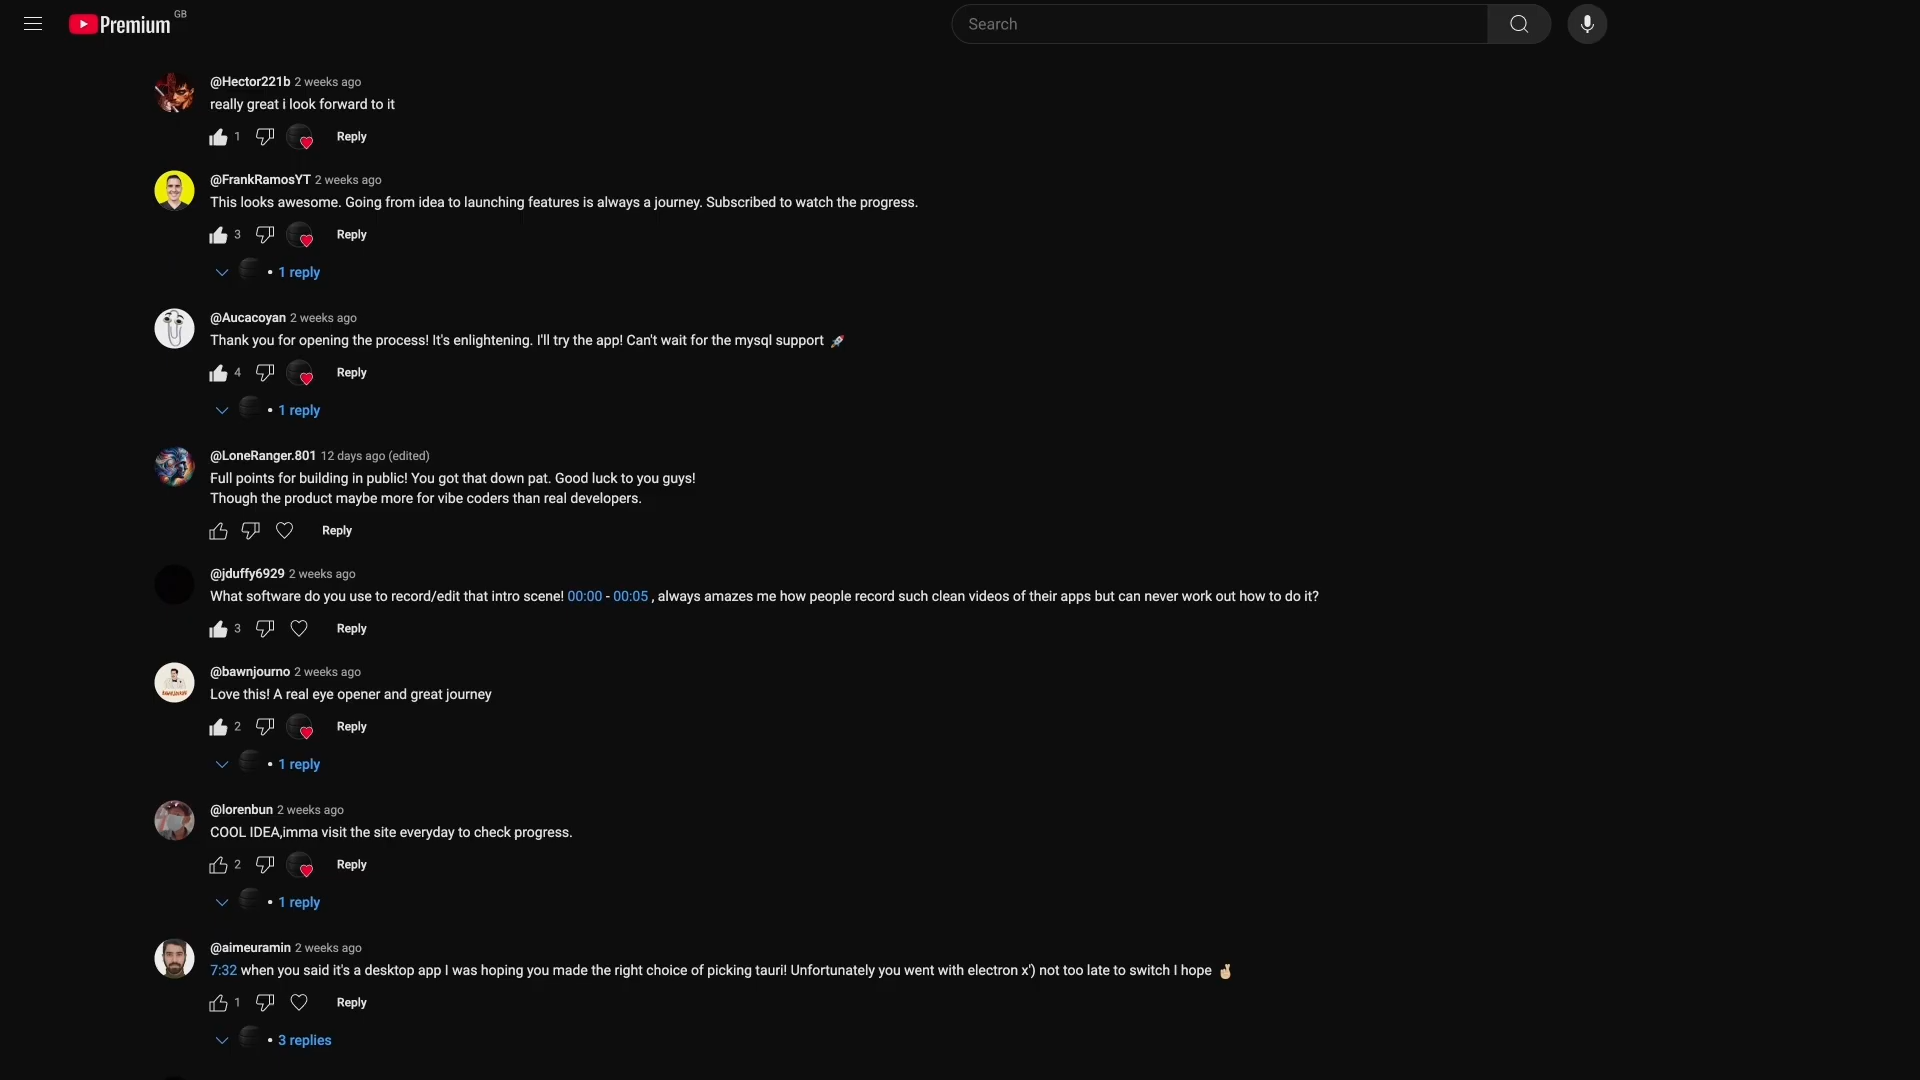 Premium GB
Search
@Hector221b 2 weeks ago
really great i look forward to it
1 Reply
@FrankRamosYT 2 weeks ago
This looks awesome. Going from idea to launching features is always a journey. Subscribed to watch the progress.
3 Reply
• 1 reply
@Aucacoyan 2 weeks ago
Thank you for opening the process! It's enlightening. I'll try the app! Can't wait for the mysql support 🚀
4 Reply
• 1 reply
@LoneRanger.801 12 days ago (edited)
Full points for building in public! You got that down pat. Good luck to you guys!
Though the product maybe more for vibe coders than real developers.
Reply
@jduffy6929 2 weeks ago
What software do you use to record/edit that intro scene! 00:00 - 00:05 , always amazes me how people record such clean videos of their apps but can never work out how to do it?
3 Reply
@bawnjourno 2 weeks ago
Love this! A real eye opener and great journey
2 Reply
• 1 reply
@lorenbun 2 weeks ago
COOL IDEA,imma visit the site everyday to check progress.
2 Reply
• 1 reply
@aimeuramin 2 weeks ago
7:32 when you said it's a desktop app I was hoping you made the right choice of picking tauri! Unfortunately you went with electron x') not too late to switch I hope 🤞🏼
1 Reply
• 3 replies